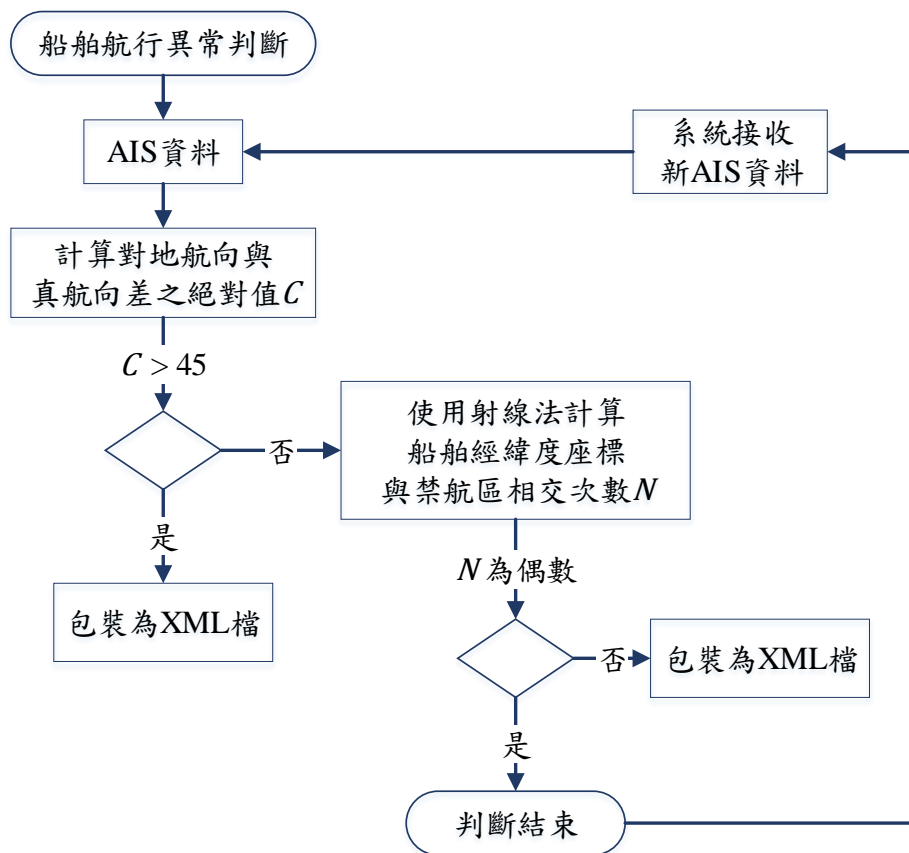 船舶航行異常判斷
AIS資料
系統接收
新AIS資料
計算對地航向與
真航向差之絕對值C
C > 45
否
使用射線法計算
船舶經緯度座標
與禁航區相交次數N
是
包裝為XML檔
N為偶數
否
包裝為XML檔
是
判斷結束